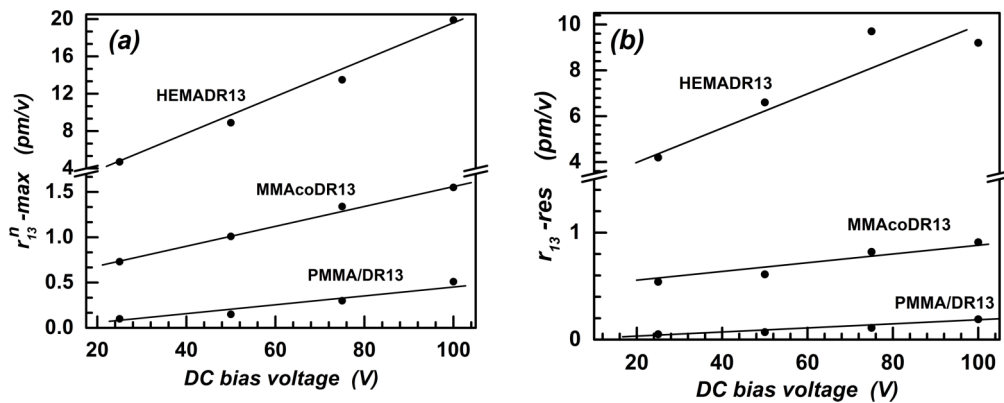 (a)
r13^n -max (pm/v)
20
16
12
8
4
1.5
1.0
0.5
0.0
HEMADR13
MMAcoDR13
PMMA/DR13
20 40 60 80 100
DC bias voltage (V)
(b)
r13 -res (pm/v)
10
8
6
4
1
0
HEMADR13
MMAcoDR13
PMMA/DR13
20 40 60 80 100
DC bias voltage (V)